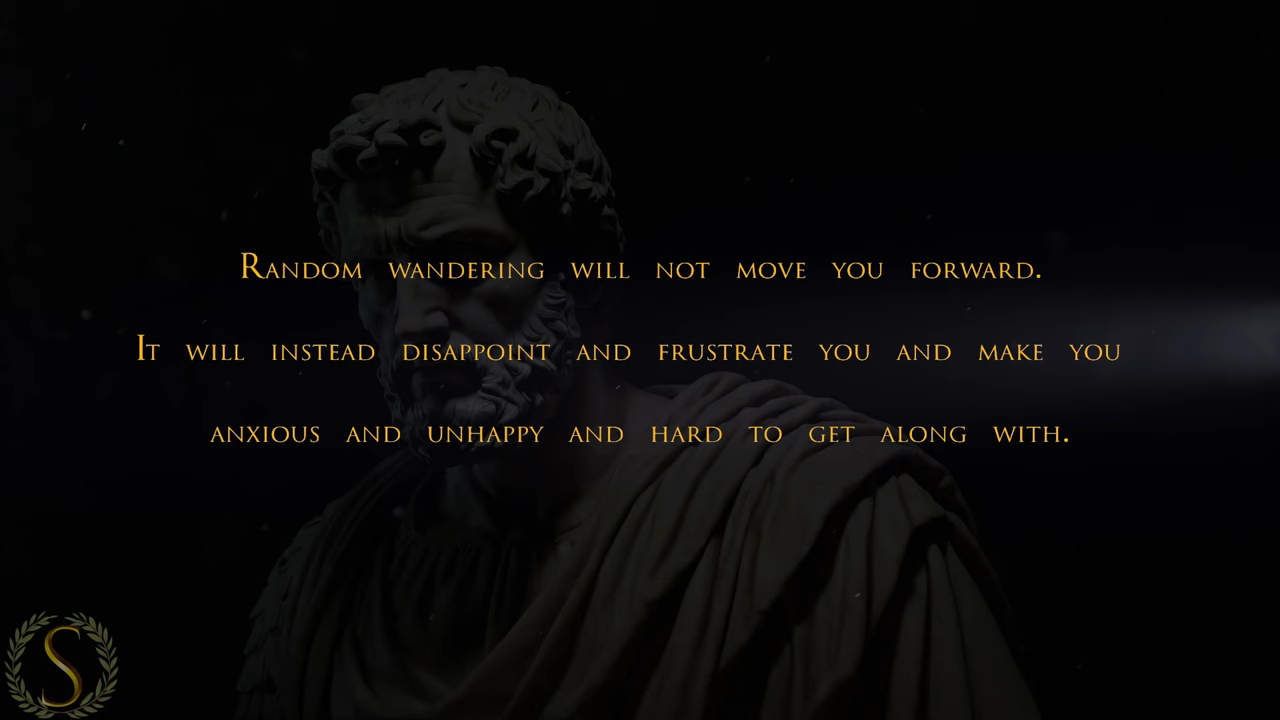 Random wandering will not move you forward.
It will instead disappoint and frustrate you and make you
anxious and unhappy and hard to get along with.
S